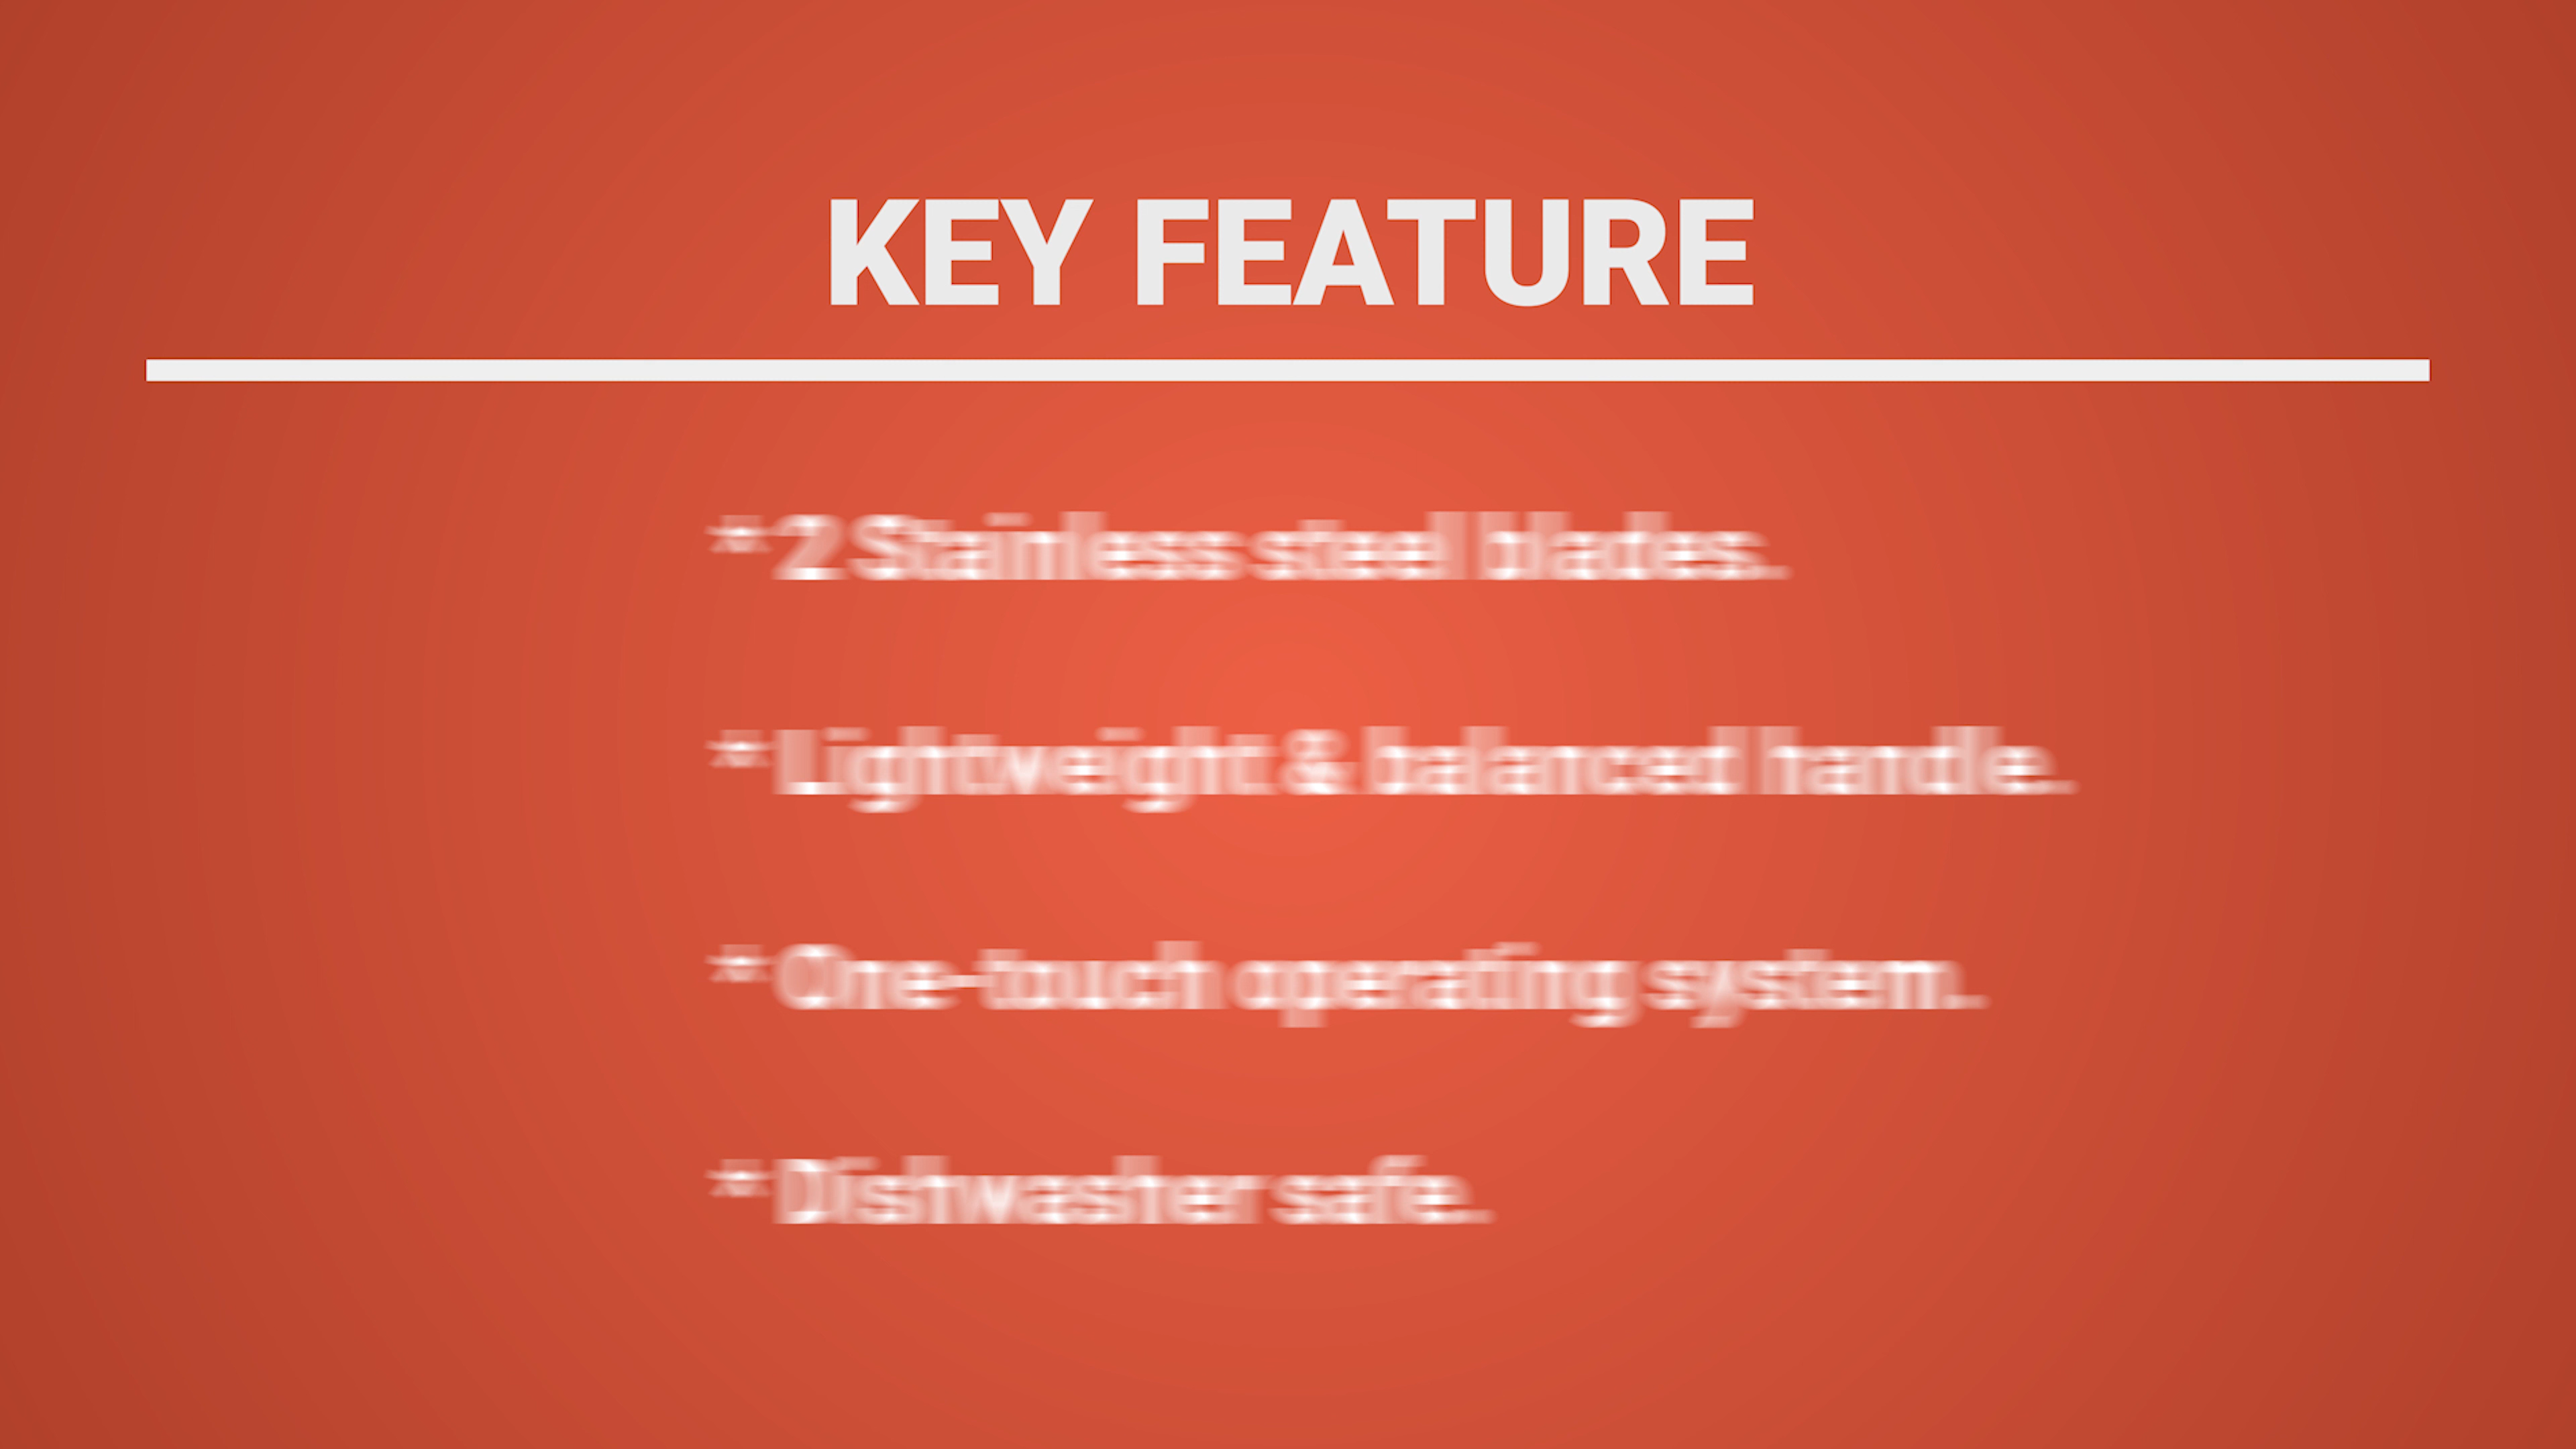 KEY FEATURE
* 2 Stainless steel blades.
* Lightweight & balanced handle.
* One-touch operating system.
* Dishwasher safe.